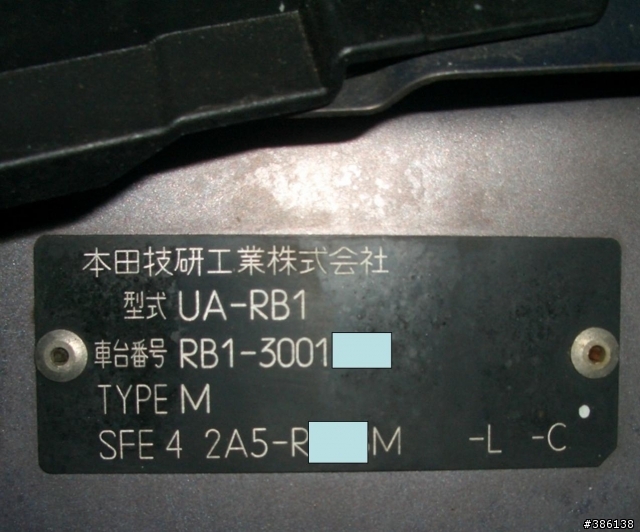 本田技研工業株式会社
型式 UA-RB1
車台番号 RB1-3001
TYPE M
SFE 4 2A5-R M -L -C
#386138